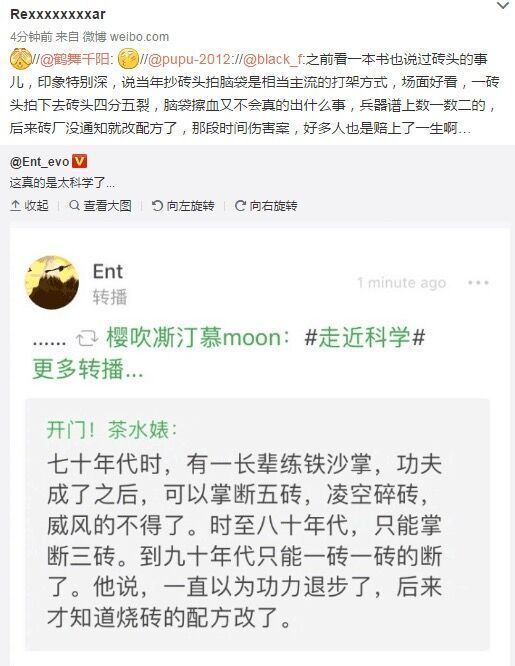 Rexxxxxxxxar
4分钟前 来自 微博 weibo.com
//@鹤舞千阳: //@pupu-2012://@black_f:之前看一本书也说过砖头的事
儿，印象特别深，说当年抄砖头拍脑袋是相当主流的打架方式，场面好看，一砖
头拍下去砖头四分五裂，脑袋擦血又不会真的出什么事，兵器谱上数一数二的，
后来砖厂没通知就改配方了，那段时间伤害案，好多人也是赔上了一生啊…
@Ent_evo V
这真的是太科学了...
收起 查看大图 向左旋转 向右旋转
Ent
1 minute ago
转播
...... 樱吹凘汀慕moon：#走近科学#
更多转播...
开门！茶水婊：
七十年代时，有一长辈练铁沙掌，功夫
成了之后，可以掌断五砖，凌空碎砖，
威风的不得了。时至八十年代，只能掌
断三砖。到九十年代只能一砖一砖的断
了。他说，一直以为功力退步了，后来
才知道烧砖的配方改了。